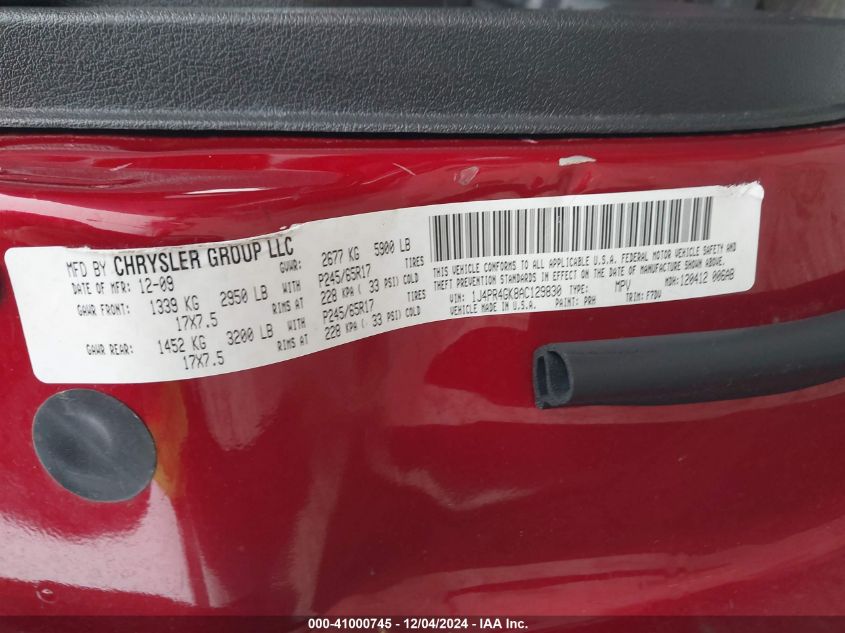 MFD BY CHRYSLER GROUP LLC
DATE OF MFR: 12-09 GVWR: 2677 KG 5900 LB
GAWR FRONT: 1339 KG 2950 LB WITH P245/65R17 TIRES
17X7.5 RIMS AT 228 KPA ( 33 PSI) COLD
GAWR REAR: 1452 KG 3200 LB WITH P245/65R17 TIRES
17X7.5 RIMS AT 228 KPA ( 33 PSI) COLD
THIS VEHICLE CONFORMS TO ALL APPLICABLE U.S.A. FEDERAL MOTOR VEHICLE SAFETY AND
THEFT PREVENTION STANDARDS IN EFFECT ON THE DATE OF MANUFACTURE SHOWN ABOVE.
VIN: 1J4PR4GK8AC129830 TYPE: MPV MDH: 120412 006AB
VEHICLE MADE IN U.S.A. PAINT: PRH TRIM: F7DV
000-41000745 - 12/04/2024 - IAA Inc.